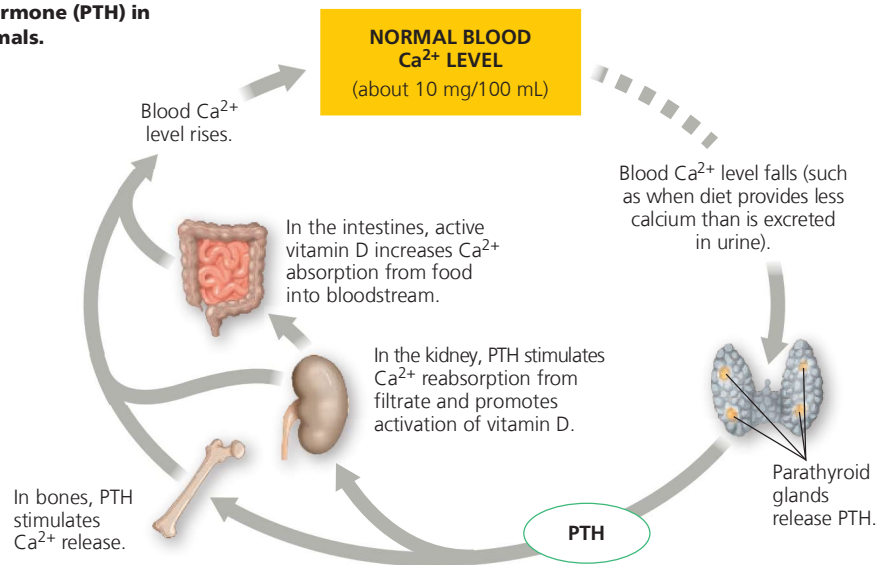 rmone (PTH) in
mals.
NORMAL BLOOD
Ca²⁺ LEVEL
(about 10 mg/100 mL)
Blood Ca²⁺
level rises.
Blood Ca²⁺ level falls (such
as when diet provides less
calcium than is excreted
in urine).
In the intestines, active
vitamin D increases Ca²⁺
absorption from food
into bloodstream.
In the kidney, PTH stimulates
Ca²⁺ reabsorption from
filtrate and promotes
activation of vitamin D.
Parathyroid
glands
release PTH.
In bones, PTH
stimulates
Ca²⁺ release.
PTH